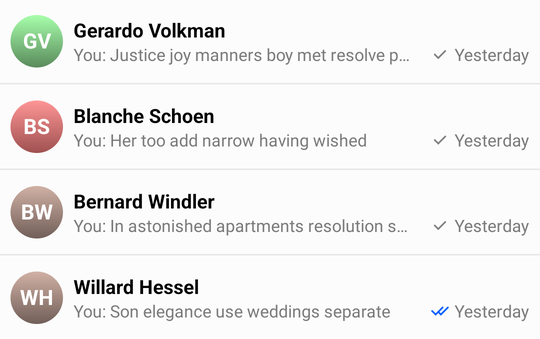 GV
Gerardo Volkman
You: Justice joy manners boy met resolve p...
Yesterday
BS
Blanche Schoen
You: Her too add narrow having wished
Yesterday
BW
Bernard Windler
You: In astonished apartments resolution s...
Yesterday
WH
Willard Hessel
You: Son elegance use weddings separate
Yesterday